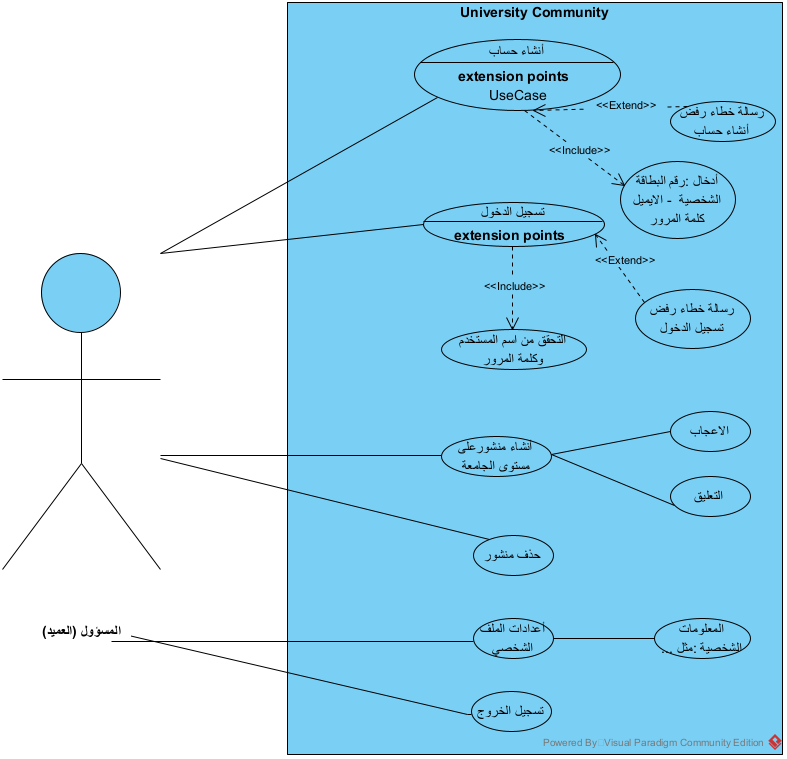 University Community
أنشاء حساب
extension points
UseCase
<<Extend>>
رسالة خطاء رفض
أنشاء حساب
<<Include>>
أدخال :رقم البطاقة
الشخصية - الايميل
كلمة المرور
تسجيل الدخول
extension points
<<Extend>>
<<Include>>
رسالة خطاء رفض
تسجيل الدخول
التحقق من اسم المستخدم
وكلمة المرور
الاعجاب
أنشاء منشورعلى
مستوى الجامعة
التعليق
حذف منشور
المسؤول (العميد)
أعدادات الملف
الشخصي
المعلومات
الشخصية :مثل ...
تسجيل الخروج
Powered By Visual Paradigm Community Edition